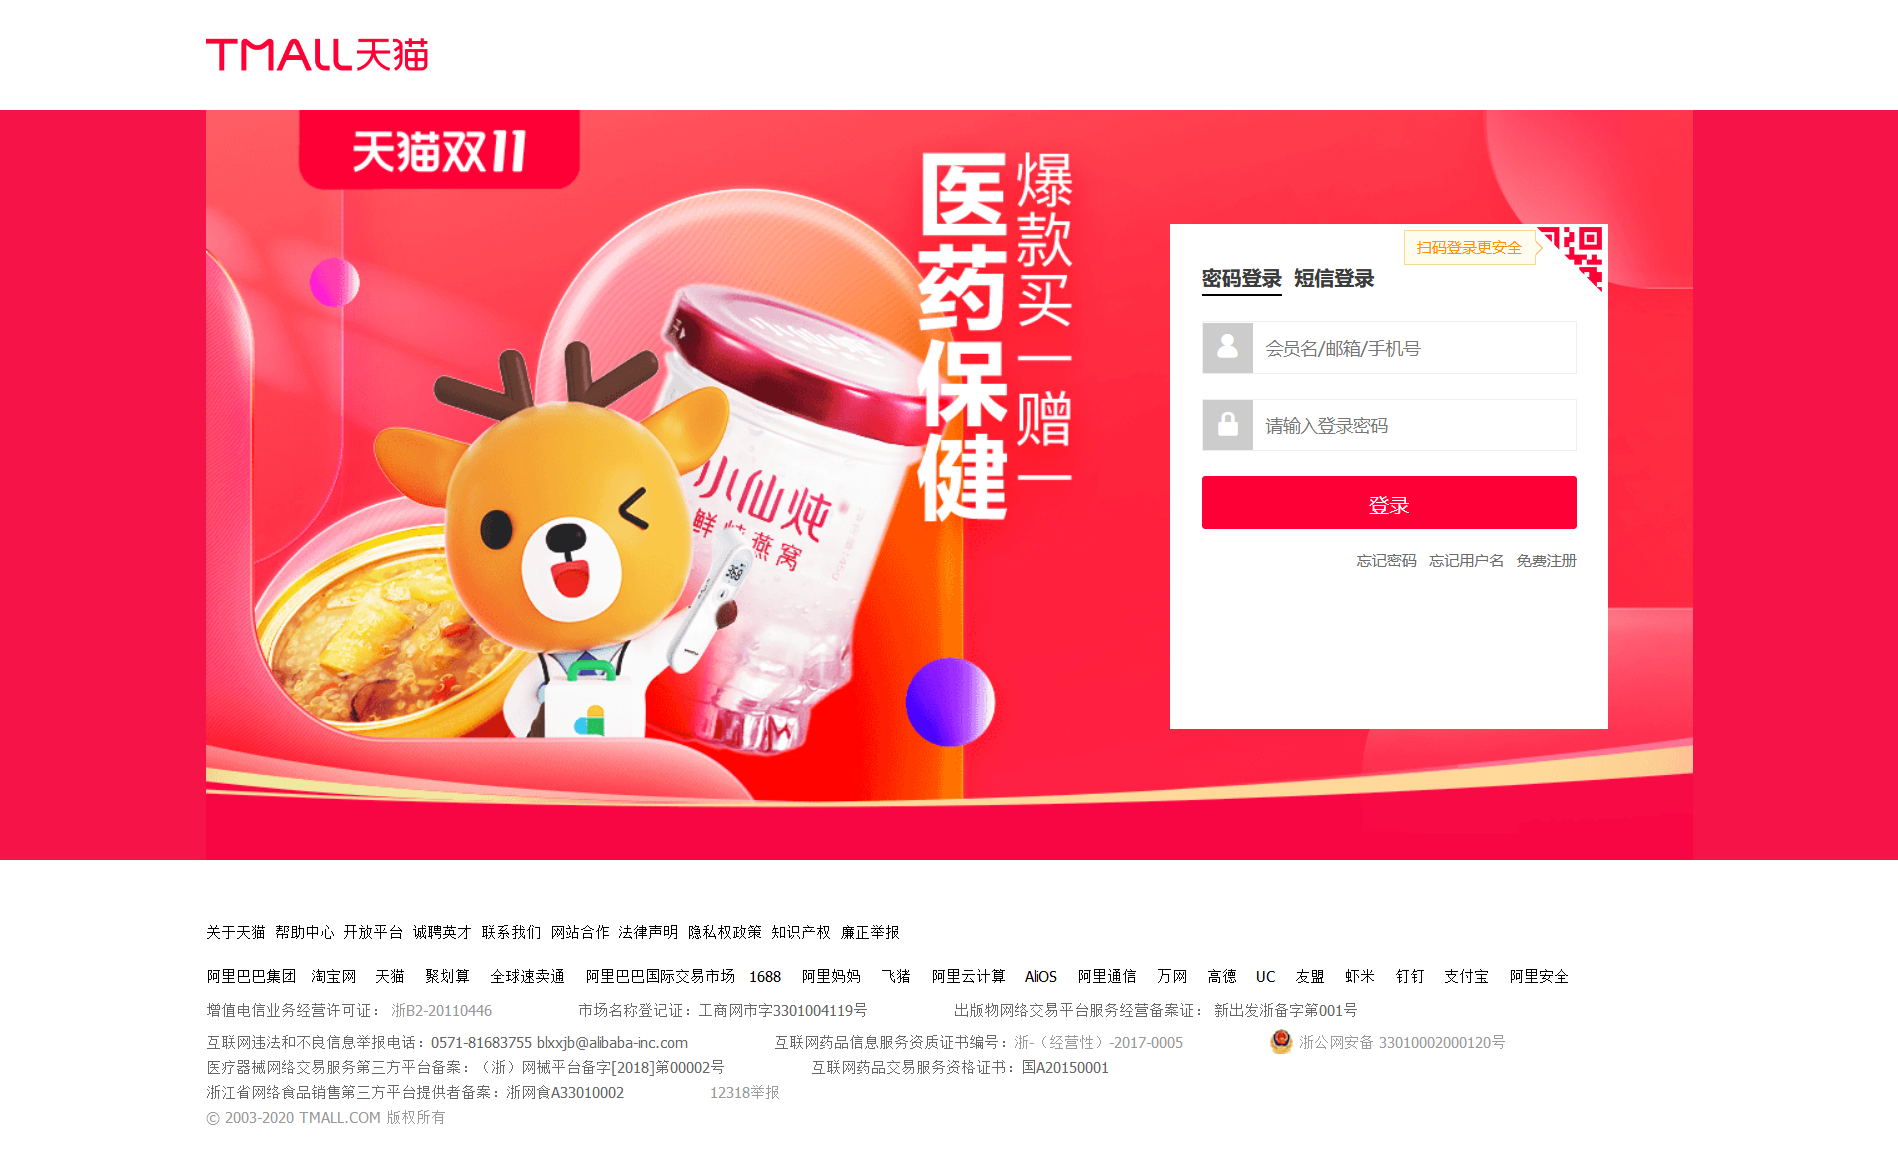 TMALL天猫
天猫双11
爆款买一赠一
医药保健
小仙炖
扫码登录更安全
密码登录 短信登录
会员名/邮箱/手机号
请输入登录密码
登录
忘记密码 忘记用户名 免费注册
关于天猫 帮助中心 开放平台 诚聘英才 联系我们 网站合作 法律声明 隐私权政策 知识产权 廉正举报
阿里巴巴集团 淘宝网 天猫 聚划算 全球速卖通 阿里巴巴国际交易市场 1688 阿里妈妈 飞猪 阿里云计算 AliOS 阿里通信 万网 高德 UC 友盟 虾米 钉钉 支付宝 阿里安全
增值电信业务经营许可证： 浙B2-20110446 市场名称登记证：工商网市字3301004119号 出版物网络交易平台服务经营备案证： 新出发浙备字第001号
互联网违法和不良信息举报电话：0571-81683755 blxxjb@alibaba-inc.com 互联网药品信息服务资质证书编号：浙-（经营性）-2017-0005 浙公网安备 33010002000120号
医疗器械网络交易服务第三方平台备案：（浙）网械平台备字[2018]第00002号 互联网药品交易服务资格证书：国A20150001
浙江省网络食品销售第三方平台提供者备案：浙网食A33010002 12318举报
© 2003-2020 TMALL.COM 版权所有